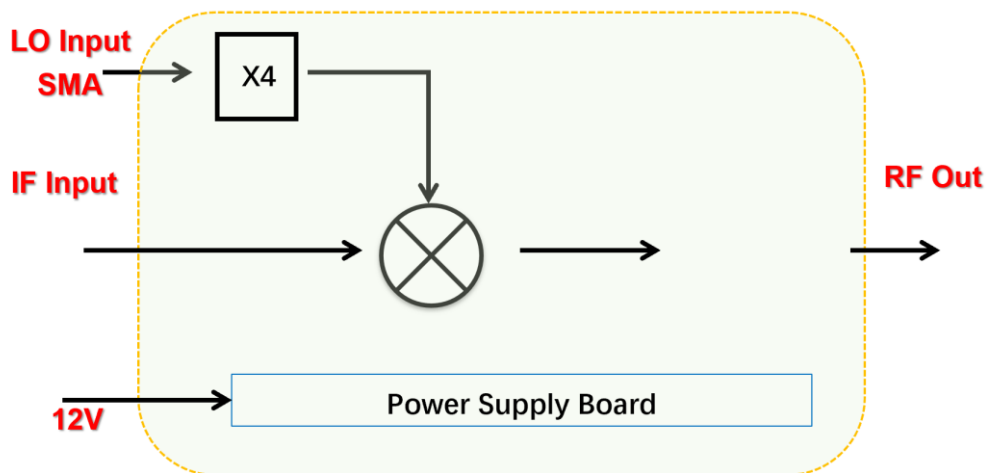 LO Input
SMA
X4
IF Input
RF Out
12V
Power Supply Board